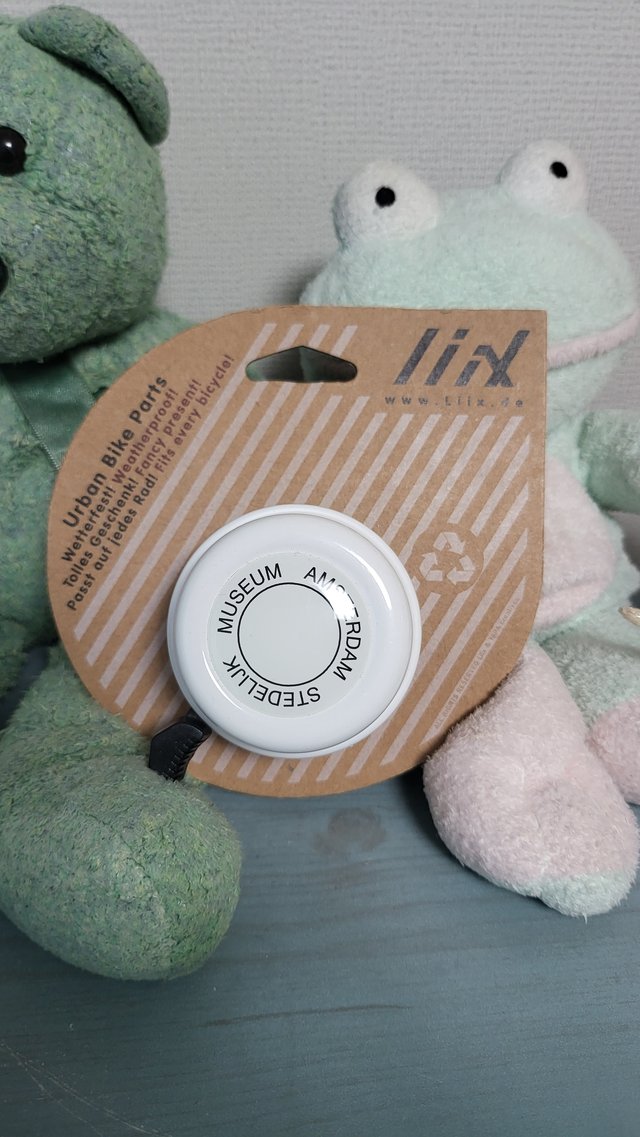 liix
www.Liix.de
Urban Bike Parts
Wetterfest! Weatherproof!
Tolles Geschenk! Fancy present!
Passt auf jedes Rad! Fits every bicycle!
STEDELIJK MUSEUM AMSTERDAM